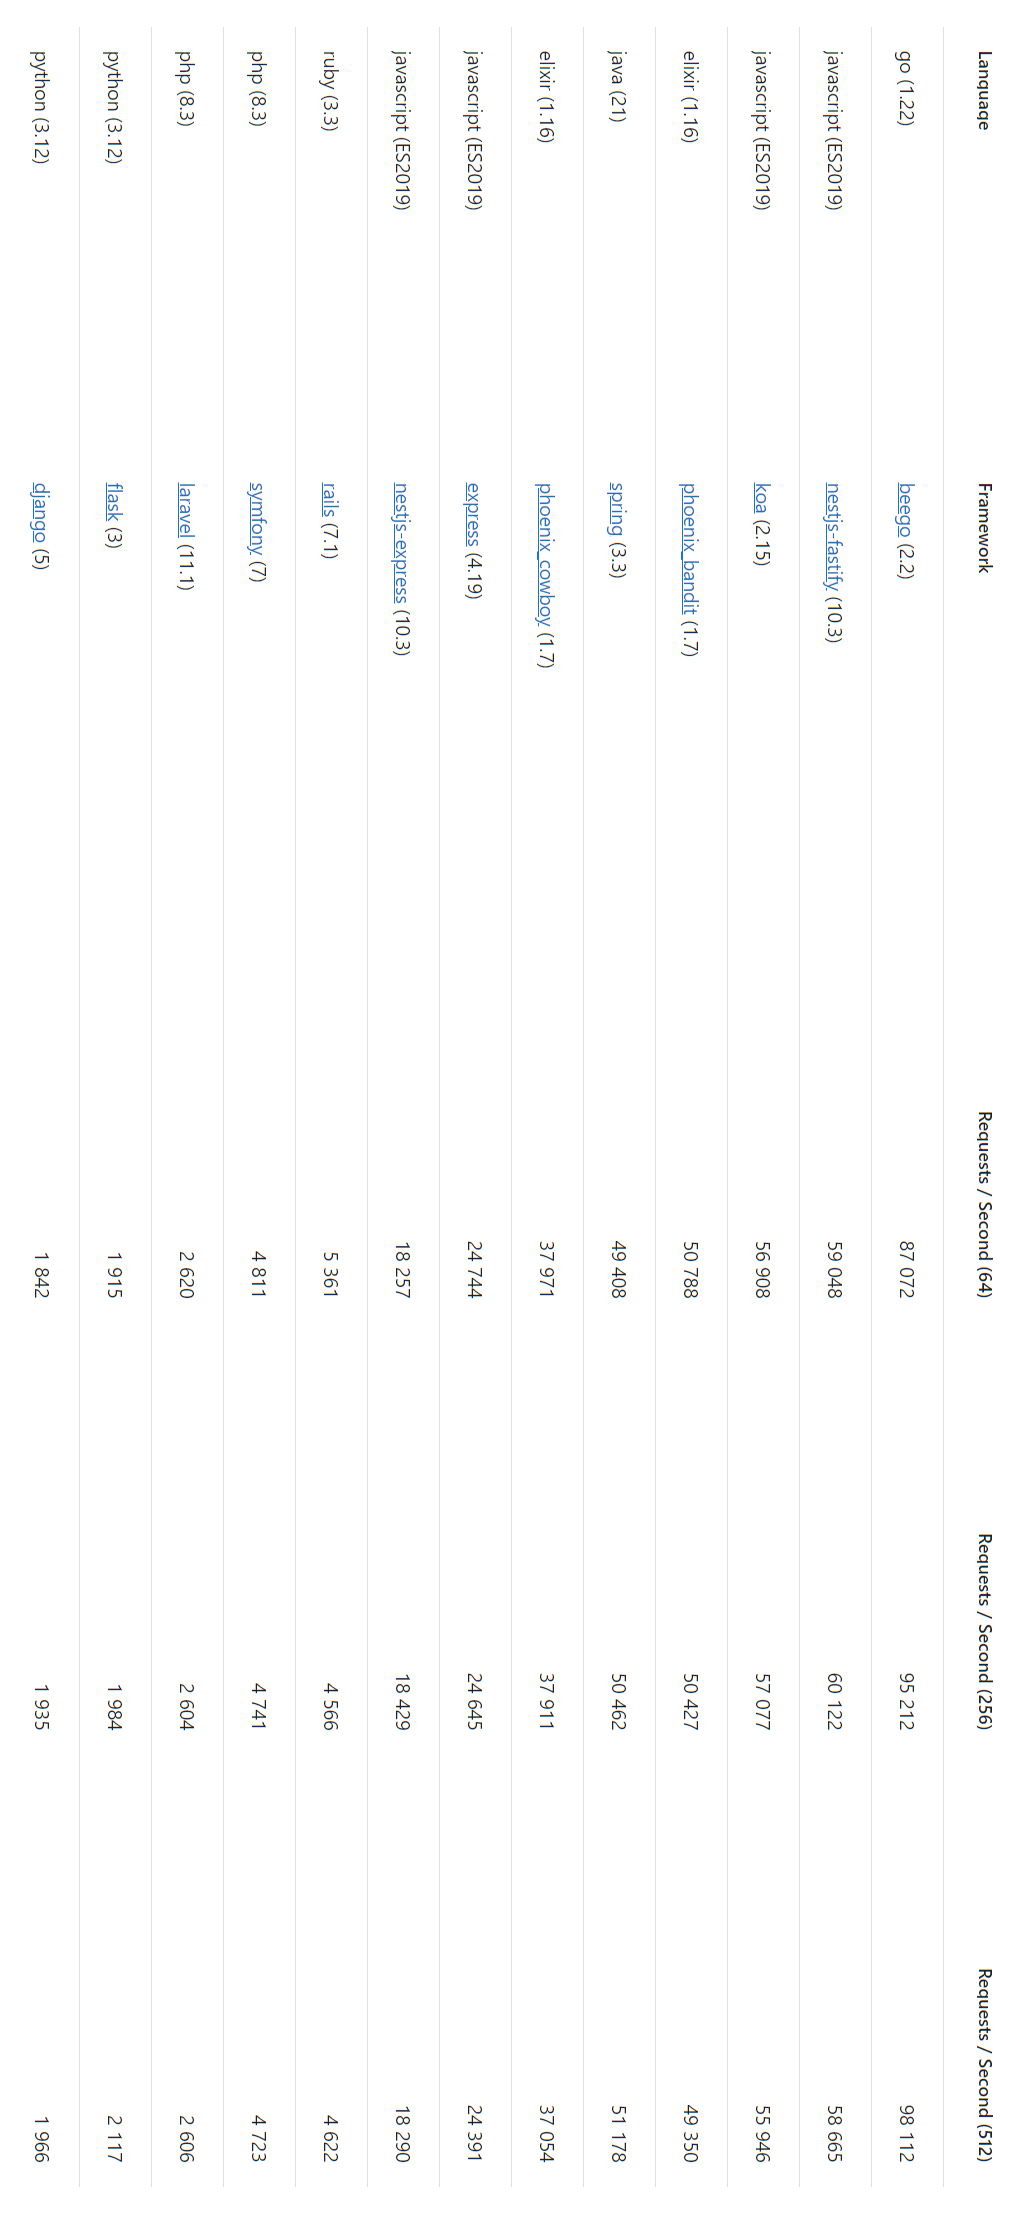 Language Framework Requests / Second (64) Requests / Second (256) Requests / Second (512)
go (1.22) beego (2.2) 87 072 95 212 98 112
javascript (ES2019) nestjs-fastify (10.3) 59 048 60 122 58 665
javascript (ES2019) koa (2.15) 56 908 57 077 55 946
elixir (1.16) phoenix_bandit (1.7) 50 788 50 427 49 350
java (21) spring (3.3) 49 408 50 462 51 178
elixir (1.16) phoenix_cowboy (1.7) 37 971 37 911 37 054
javascript (ES2019) express (4.19) 24 744 24 645 24 391
javascript (ES2019) nestjs-express (10.3) 18 257 18 429 18 290
ruby (3.3) rails (7.1) 5 361 4 566 4 622
php (8.3) symfony (7) 4 811 4 741 4 723
php (8.3) laravel (11.1) 2 620 2 604 2 606
python (3.12) flask (3) 1 915 1 984 2 117
python (3.12) django (5) 1 842 1 935 1 966